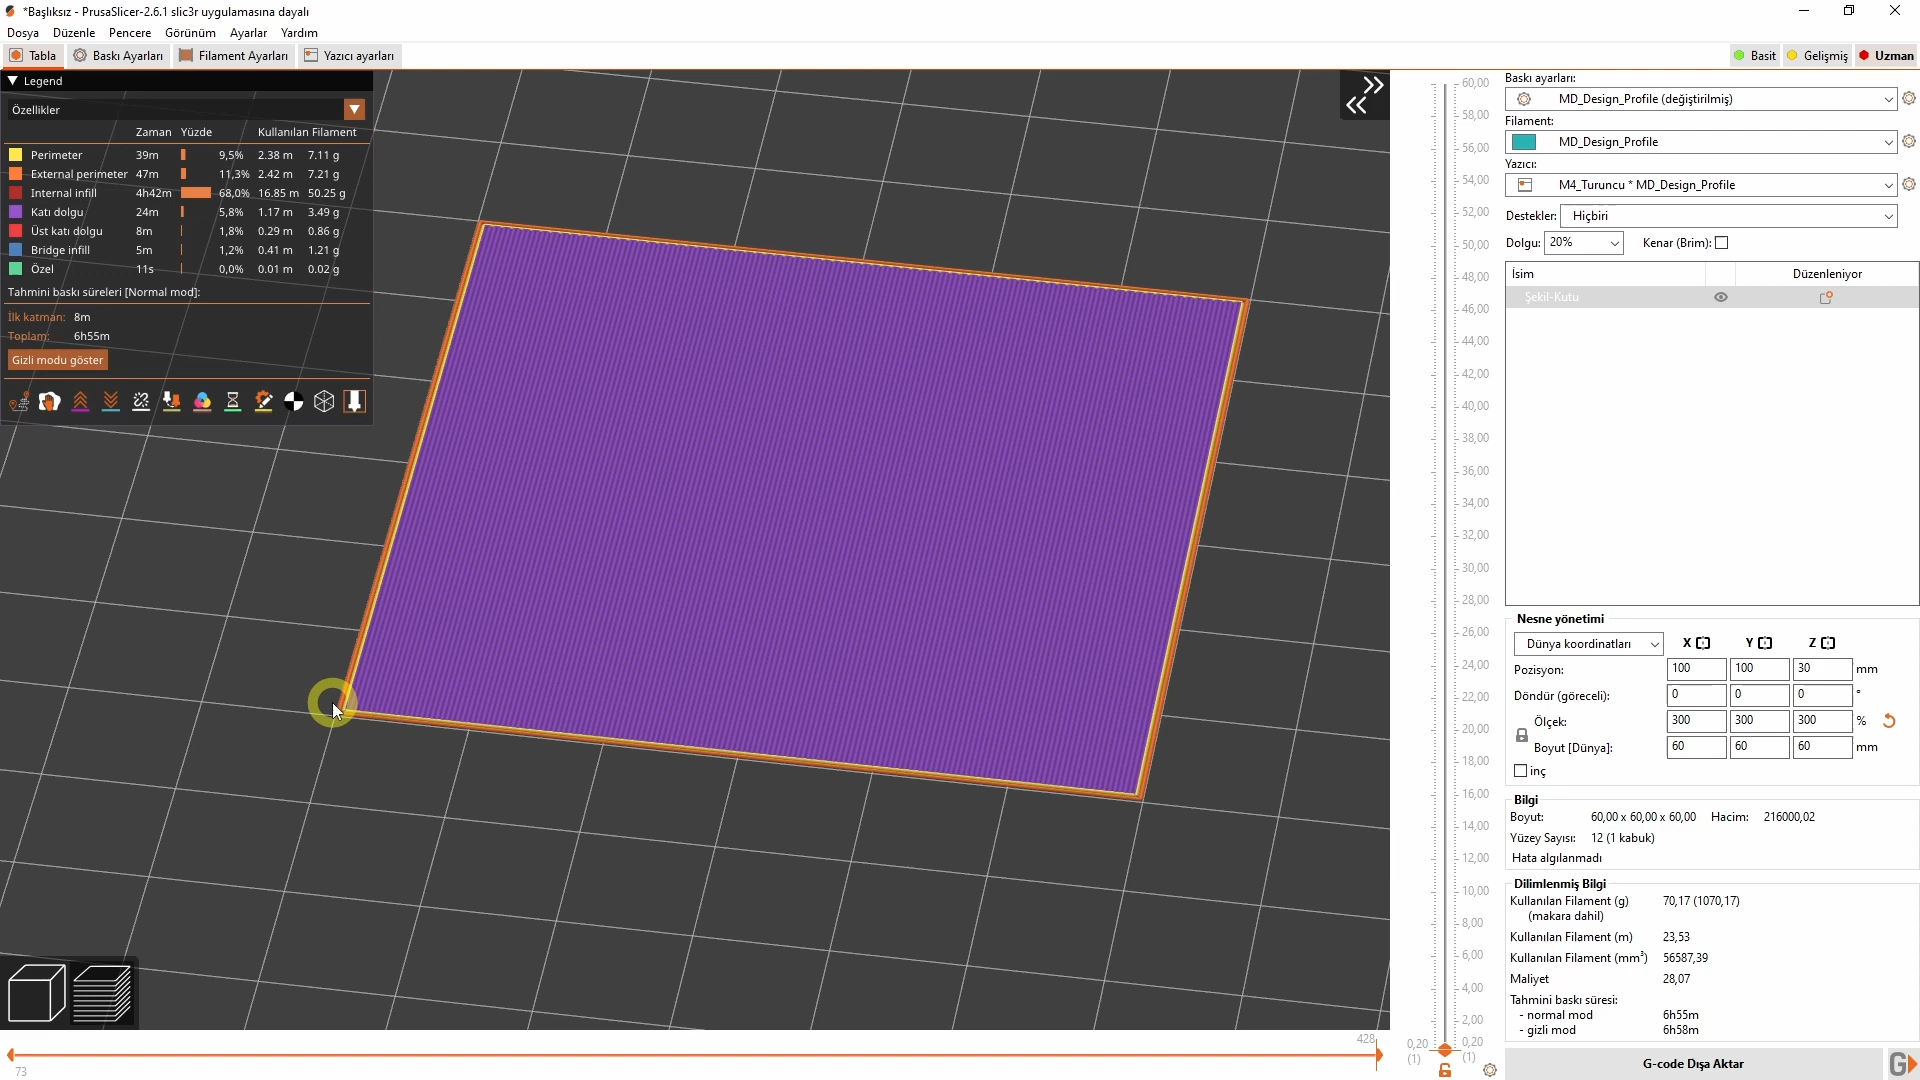 *Başlıksız - PrusaSlicer-2.6.1 slic3r uygulamasına dayalı
Dosya Düzenle Pencere Görünüm Ayarlar Yardım
Tabla Baskı Ayarları Filament Ayarları Yazıcı ayarları Basit Gelişmiş Uzman
Legend
Özellikler
Zaman Yüzde Kullanılan Filament
Perimeter 39m 9,5% 2.38 m 7.11 g
External perimeter 47m 11,3% 2.42 m 7.21 g
Internal infill 4h42m 68,0% 16.85 m 50.25 g
Katı dolgu 24m 5,8% 1.17 m 3.49 g
Üst katı dolgu 8m 1,8% 0.29 m 0.86 g
Bridge infill 5m 1,2% 0.41 m 1.21 g
Özel 11s 0,0% 0.01 m 0.02 g
Tahmini baskı süreleri [Normal mod]:
İlk katman: 8m
Toplam: 6h55m
Gizli modu göster
60,00
58,00
56,00
54,00
52,00
50,00
48,00
46,00
44,00
42,00
40,00
38,00
36,00
34,00
32,00
30,00
28,00
26,00
24,00
22,00
20,00
18,00
16,00
14,00
12,00
10,00
8,00
6,00
4,00
2,00
0,20 0,20
(1) (1)
428
73
Baskı ayarları:
MD_Design_Profile (değiştirilmiş)
Filament:
MD_Design_Profile
Yazıcı:
M4_Turuncu * MD_Design_Profile
Destekler: Hiçbiri
Dolgu: 20% Kenar (Brim):
İsim Düzenleniyor
Şekil-Kutu
Nesne yönetimi
Dünya koordinatları X Y Z
Pozisyon: 100 100 30 mm
Döndür (göreceli): 0 0 0 °
Ölçek: 300 300 300 %
Boyut [Dünya]: 60 60 60 mm
inç
Bilgi
Boyut: 60,00 x 60,00 x 60,00 Hacim: 216000,02
Yüzey Sayısı: 12 (1 kabuk)
Hata algılanmadı
Dilimlenmiş Bilgi
Kullanılan Filament (g) 70,17 (1070,17)
(makara dahil)
Kullanılan Filament (m) 23,53
Kullanılan Filament (mm³) 56587,39
Maliyet 28,07
Tahmini baskı süresi:
- normal mod 6h55m
- gizli mod 6h58m
G-code Dışa Aktar
G